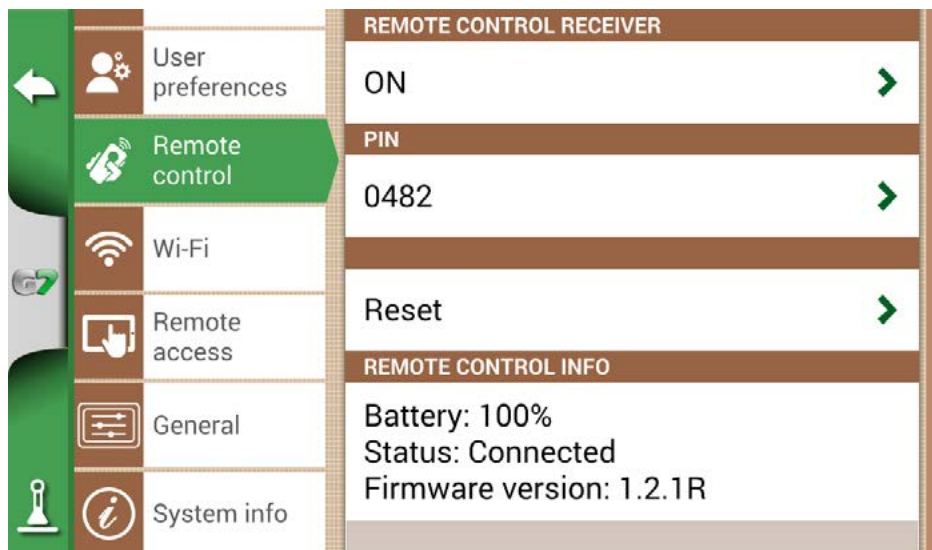 User
preferences
Remote
control
Wi-Fi
Remote
access
General
System info
G7
REMOTE CONTROL RECEIVER
ON
PIN
0482
Reset
REMOTE CONTROL INFO
Battery: 100%
Status: Connected
Firmware version: 1.2.1R